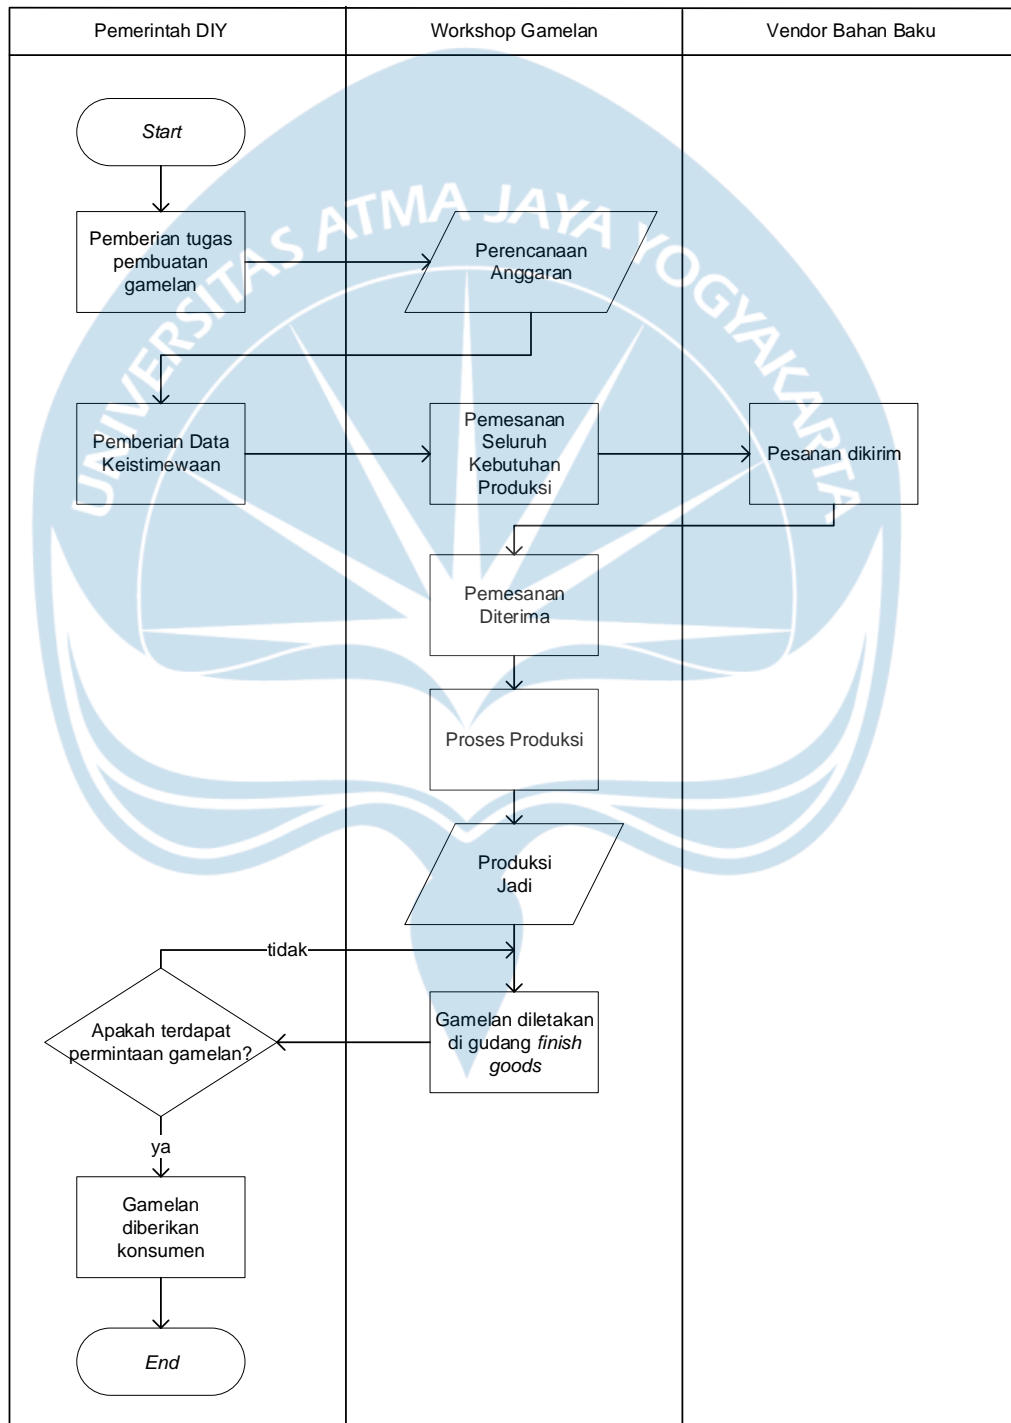 Pemerintah DIY
Workshop Gamelan
Vendor Bahan Baku
Start
UNIVERSITAS ATMA JAYA YOGYAKARTA
Pemberian tugas
pembuatan
gamelan
Perencanaan
Anggaran
Pemberian Data
Keistimewaan
Pemesanan
Seluruh
Kebutuhan
Produksi
Pesanan dikirim
Pemesanan
Diterima
Proses Produksi
Produksi
Jadi
tidak
Apakah terdapat
permintaan gamelan?
Gamelan diletakan
di gudang finish
goods
ya
Gamelan
diberikan
konsumen
End